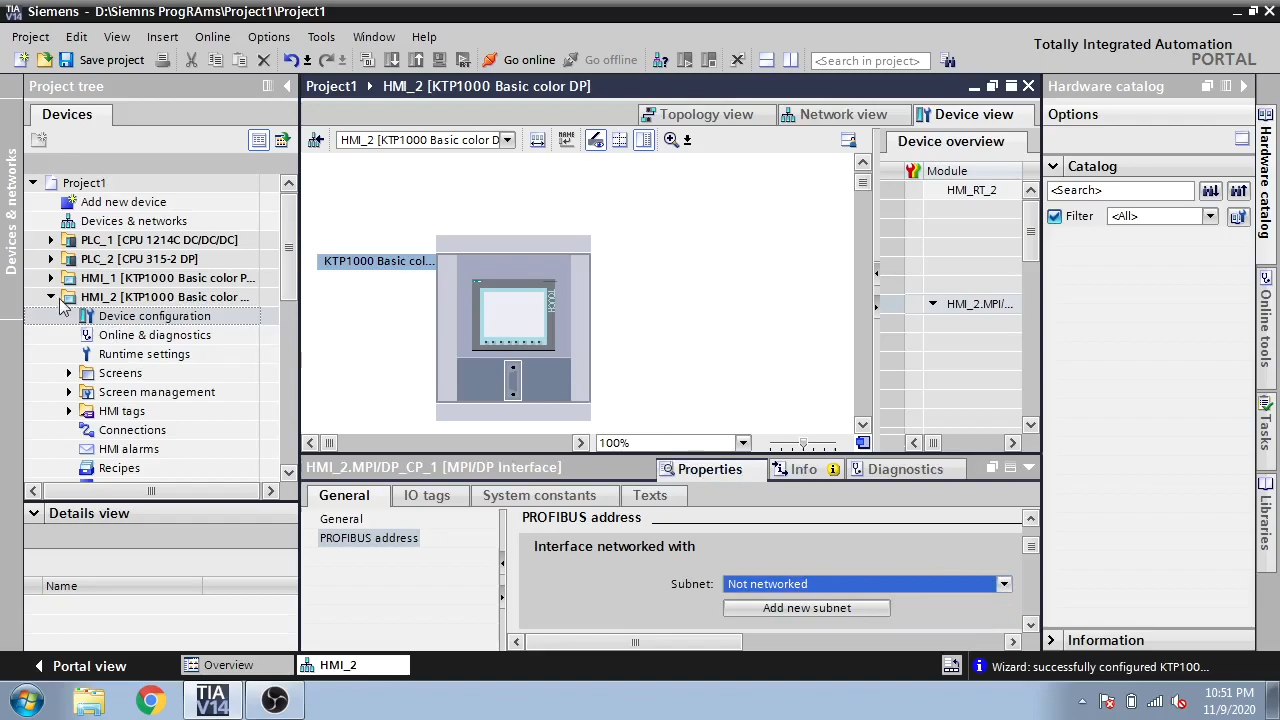 TIA V14 Siemens - D:\Siemns ProgRAms\Project1\Project1
Project Edit View Insert Online Options Tools Window Help
Totally Integrated Automation
PORTAL
Save project Go online Go offline <Search in project>
Project tree
Project1 HMI_2 [KTP1000 Basic color DP]
Hardware catalog
Devices
Topology view Network view Device view
Options
HMI_2 [KTP1000 Basic color D
NAME
Device overview
Module
HMI_RT_2
HMI_2.MPI/...
Catalog
<Search>
Filter <All>
Devices & networks
Project1
Add new device
Devices & networks
PLC_1 [CPU 1214C DC/DC/DC]
PLC_2 [CPU 315-2 DP]
HMI_1 [KTP1000 Basic color P...
HMI_2 [KTP1000 Basic color ...
Device configuration
Online & diagnostics
Runtime settings
Screens
Screen management
HMI tags
Connections
HMI alarms
Recipes
KTP1000 Basic col...
TOUCH
100%
Hardware catalog
Online tools
Tasks
Libraries
Details view
Name
HMI_2.MPI/DP_CP_1 [MPI/DP Interface]
Properties Info Diagnostics
General IO tags System constants Texts
General
PROFIBUS address
PROFIBUS address
Interface networked with
Subnet: Not networked
Add new subnet
Information
Portal view Overview HMI_2
Wizard: successfully configured KTP100...
TIA V14
10:51 PM
11/9/2020